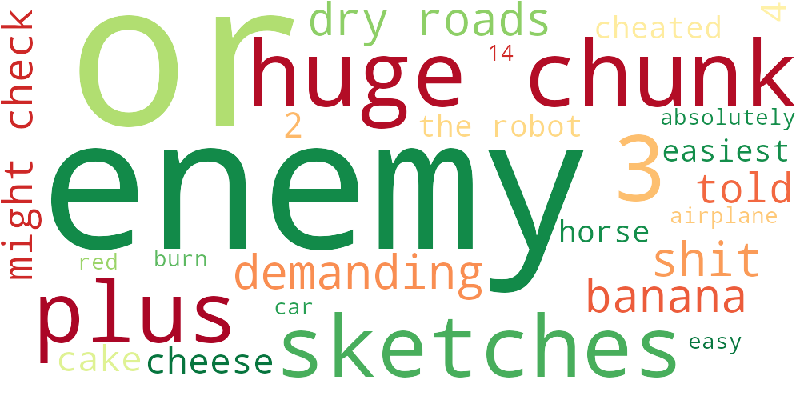 or
dry roads
cheated
4
might check
huge chunk
14
2
the robot
absolutely
enemy
3
easiest
told
airplane
horse
red
burn
demanding
shit
plus
car
banana
sketches
easy
cake
cheese